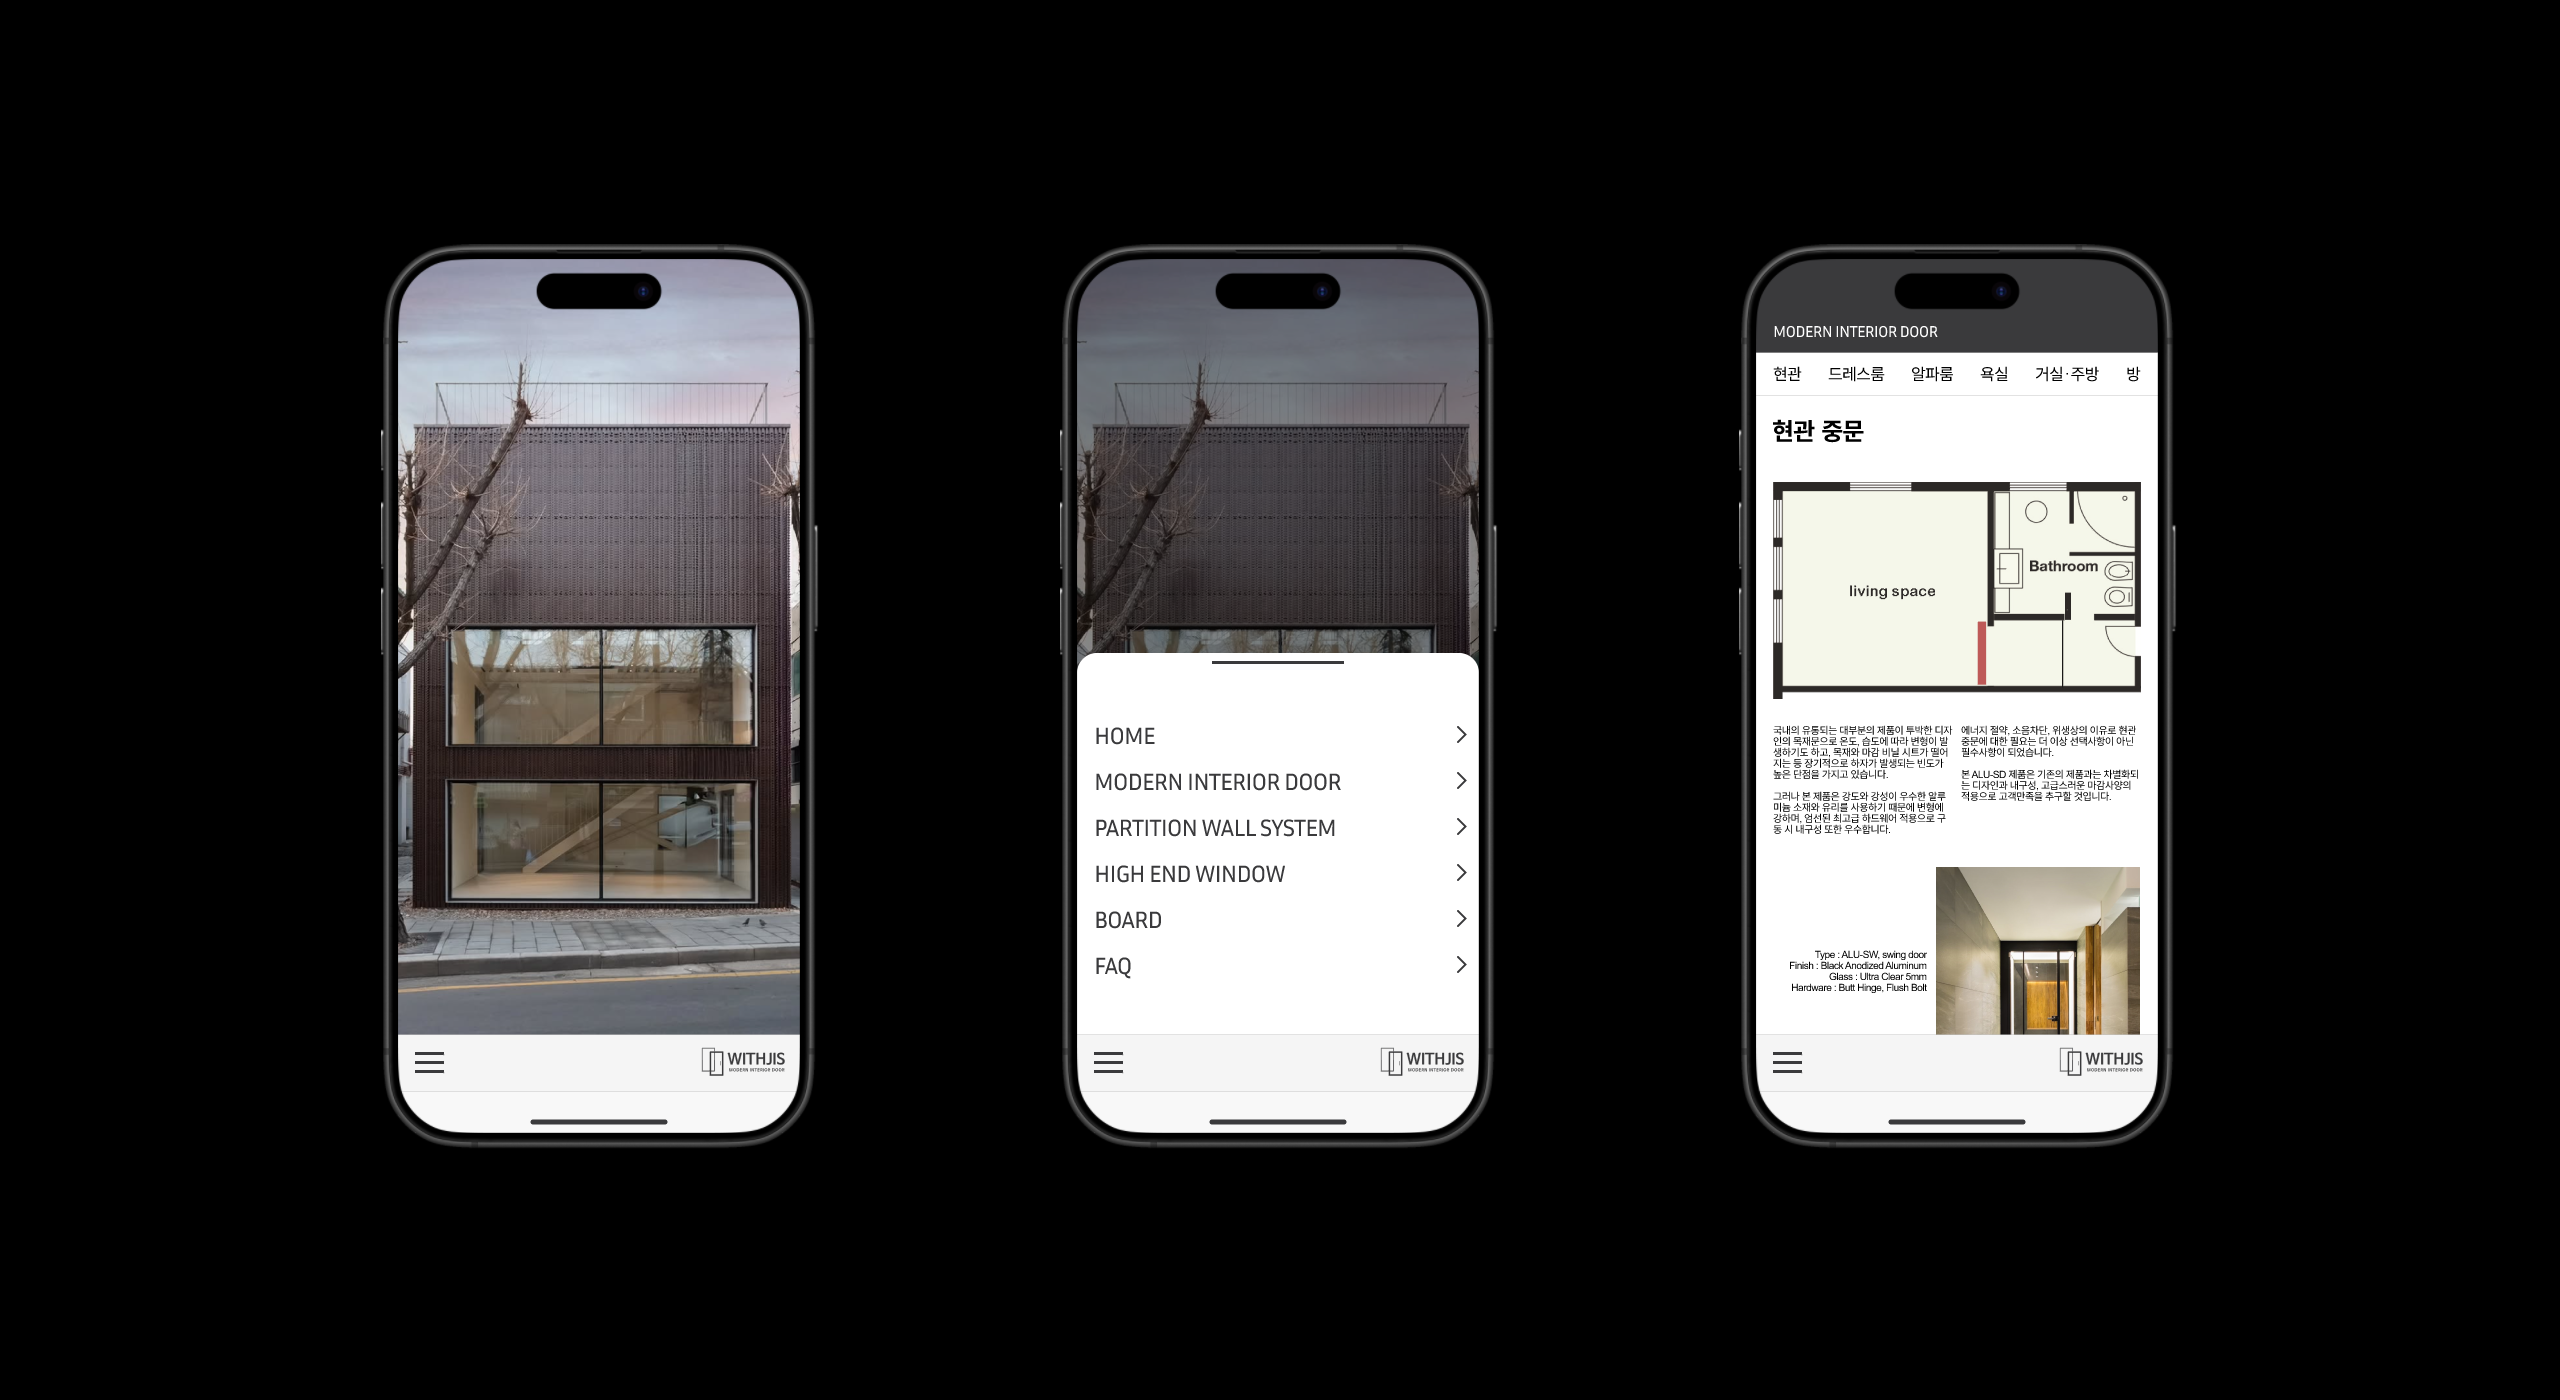 WITHJIS
MODERN INTERIOR DOOR
HOME
MODERN INTERIOR DOOR
PARTITION WALL SYSTEM
HIGH END WINDOW
BOARD
FAQ
WITHJIS
MODERN INTERIOR DOOR
MODERN INTERIOR DOOR
현관 드레스룸 알파룸 욕실 거실·주방 방
현관 중문
living space
Bathroom
국내의 유통되는 대부분의 제품이 투박한 디자
인의 목재문으로 온도, 습도에 따라 변형이 발
생하기도 하고, 목재와 마감 비닐 시트가 떨어
지는 등 장기적으로 하자가 발생되는 빈도가
높은 단점을 가지고 있습니다.
그러나 본 제품은 강도와 강성이 우수한 알루
미늄 소재와 유리를 사용하기 때문에 변형에
강하며, 엄선된 최고급 하드웨어 적용으로 구
동 시 내구성 또한 우수합니다.
에너지 절약, 소음차단, 위생상의 이유로 현관
중문에 대한 필요는 더 이상 선택사항이 아닌
필수사항이 되었습니다.
본 ALU-SD 제품은 기존의 제품과는 차별화되
는 디자인과 내구성, 고급스러운 마감사양의
적용으로 고객만족을 추구할 것입니다.
Type : ALU-SW, swing door
Finish : Black Anodized Aluminum
Glass : Ultra Clear 5mm
Hardware : Butt Hinge, Flush Bolt
WITHJIS
MODERN INTERIOR DOOR